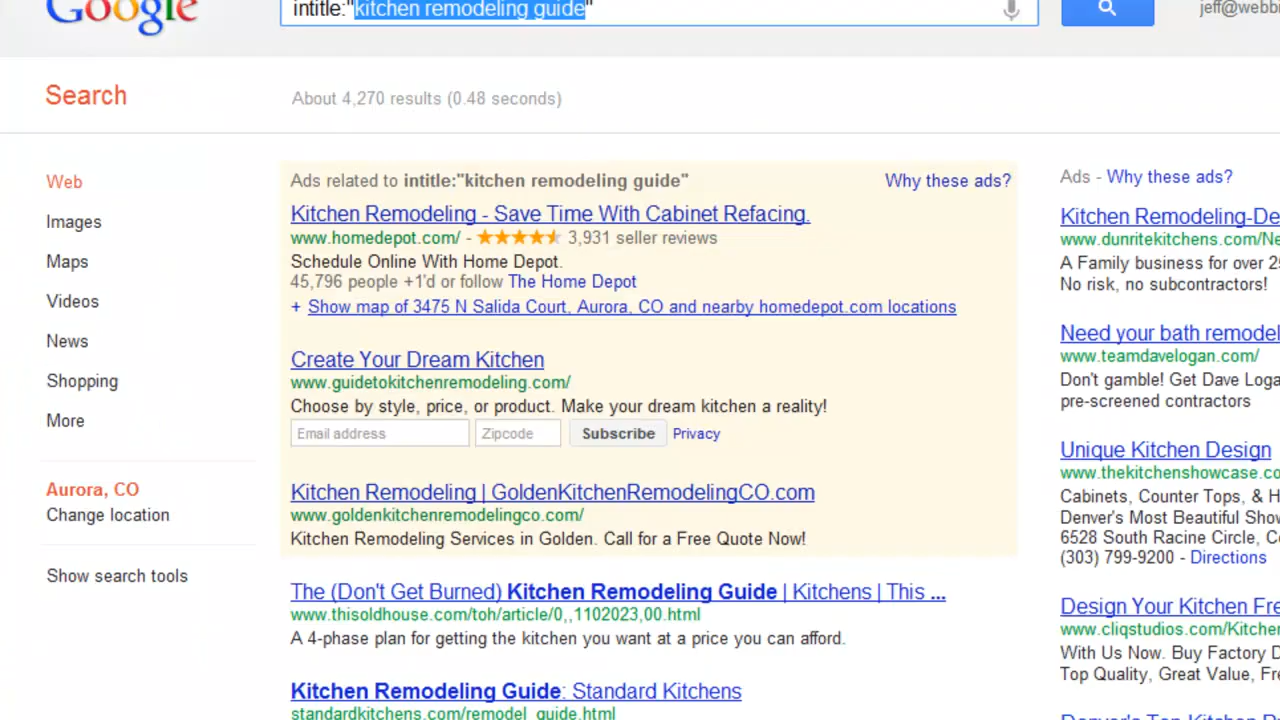 Google
intitle:"kitchen remodeling guide"
jeff@webbi
Search
About 4,270 results (0.48 seconds)
Web
Images
Maps
Videos
News
Shopping
More
Aurora, CO
Change location
Show search tools
Ads related to intitle:"kitchen remodeling guide"
Why these ads?
Kitchen Remodeling - Save Time With Cabinet Refacing.
www.homedepot.com/ - 3,931 seller reviews
Schedule Online With Home Depot.
45,796 people +1'd or follow The Home Depot
+ Show map of 3475 N Salida Court, Aurora, CO and nearby homedepot.com locations
Create Your Dream Kitchen
www.guidetokitchenremodeling.com/
Choose by style, price, or product. Make your dream kitchen a reality!
Email address Zipcode Subscribe Privacy
Kitchen Remodeling | GoldenKitchenRemodelingCO.com
www.goldenkitchenremodelingco.com/
Kitchen Remodeling Services in Golden. Call for a Free Quote Now!
The (Don't Get Burned) Kitchen Remodeling Guide | Kitchens | This ...
www.thisoldhouse.com/toh/article/0,,1102023,00.html
A 4-phase plan for getting the kitchen you want at a price you can afford.
Kitchen Remodeling Guide: Standard Kitchens
standardkitchens.com/remodel_guide.html
Ads - Why these ads?
Kitchen Remodeling-De
www.dunritekitchens.com/Ne
A Family business for over 25
No risk, no subcontractors!
Need your bath remodel
www.teamdavelogan.com/
Don't gamble! Get Dave Loga
pre-screened contractors
Unique Kitchen Design
www.thekitchenshowcase.co
Cabinets, Counter Tops, & H
Denver's Most Beautiful Show
6528 South Racine Circle, Ce
(303) 799-9200 - Directions
Design Your Kitchen Fre
www.cliqstudios.com/Kitchen
With Us Now. Buy Factory D
Top Quality, Great Value, Fre
Denver's Top Kitchen R